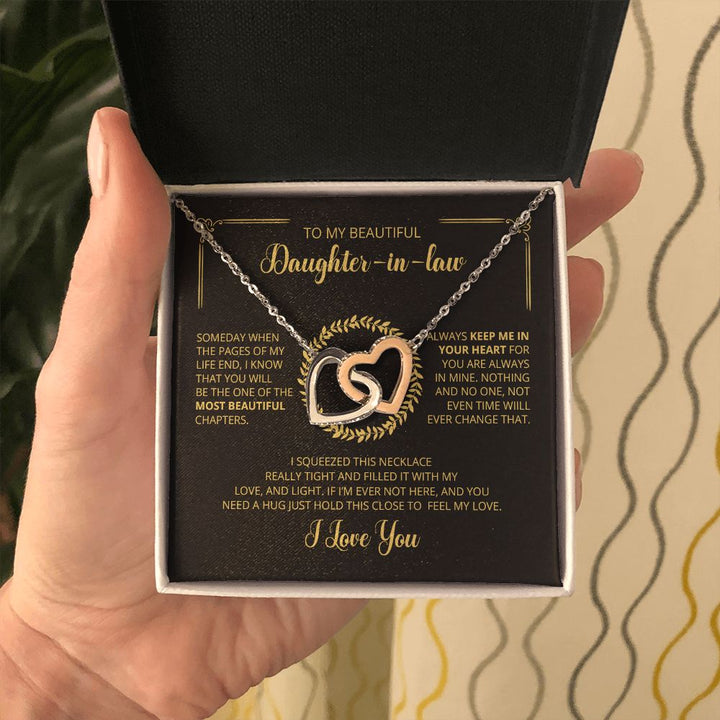 TO MY BEAUTIFUL
Daughter-in-law
SOMEDAY WHEN
THE PAGES OF MY
LIFE END, I KNOW
THAT YOU WILL
BE THE ONE OF THE
MOST BEAUTIFUL
CHAPTERS.
ALWAYS KEEP ME IN
YOUR HEART FOR
YOU ARE ALWAYS
IN MINE. NOTHING
AND NO ONE, NOT
EVEN TIME WIILL
EVER CHANGE THAT.
I SQUEEZED THIS NECKLACE
REALLY TIGHT AND FILLED IT WITH MY
LOVE, AND LIGHT. IF I'M EVER NOT HERE, AND YOU
NEED A HUG JUST HOLD THIS CLOSE TO FEEL MY LOVE.
I Love You